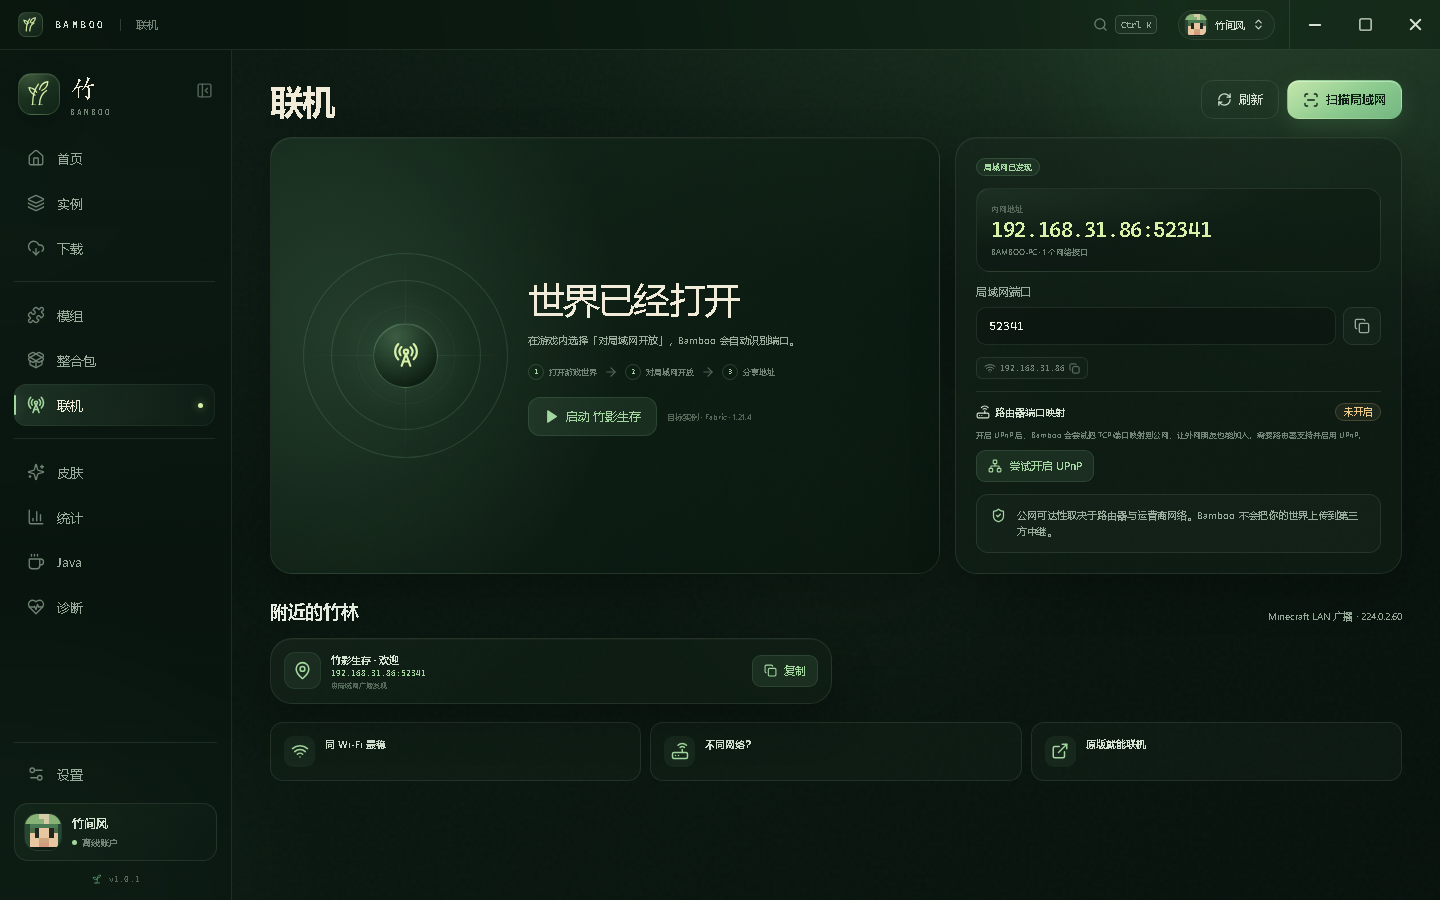 BAMBOO
联机
Ctrl K
竹间风
竹
BAMBOO
首页
实例
下载
模组
整合包
联机
皮肤
统计
Java
诊断
设置
竹间风
离线账户
v1.0.1
联机
刷新
扫描局域网
世界已经打开
在游戏内选择「对局域网开放」，Bamboo 会自动识别端口。
1 打开游戏世界
2 对局域网开放
3 分享地址
启动 竹影生存
目标实例 · Fabric · 1.21.4
局域网已发现
内网地址
192.168.31.86:52341
BAMBOO-PC · 1 个网络接口
局域网端口
52341
192.168.31.86
路由器端口映射
未开启
开启 UPnP 后，Bamboo 会尝试把 TCP 端口映射到公网，让外网朋友也能加入，需要路由器支持并启用 UPnP。
尝试开启 UPnP
公网可达性取决于路由器与运营商网络。Bamboo 不会把你的世界上传到第三
方中继。
附近的竹林
Minecraft LAN 广播 · 224.0.2.60
竹影生存 · 欢迎
192.168.31.86:52341
复制
同 Wi-Fi 最稳
不同网络？
原版就能联机